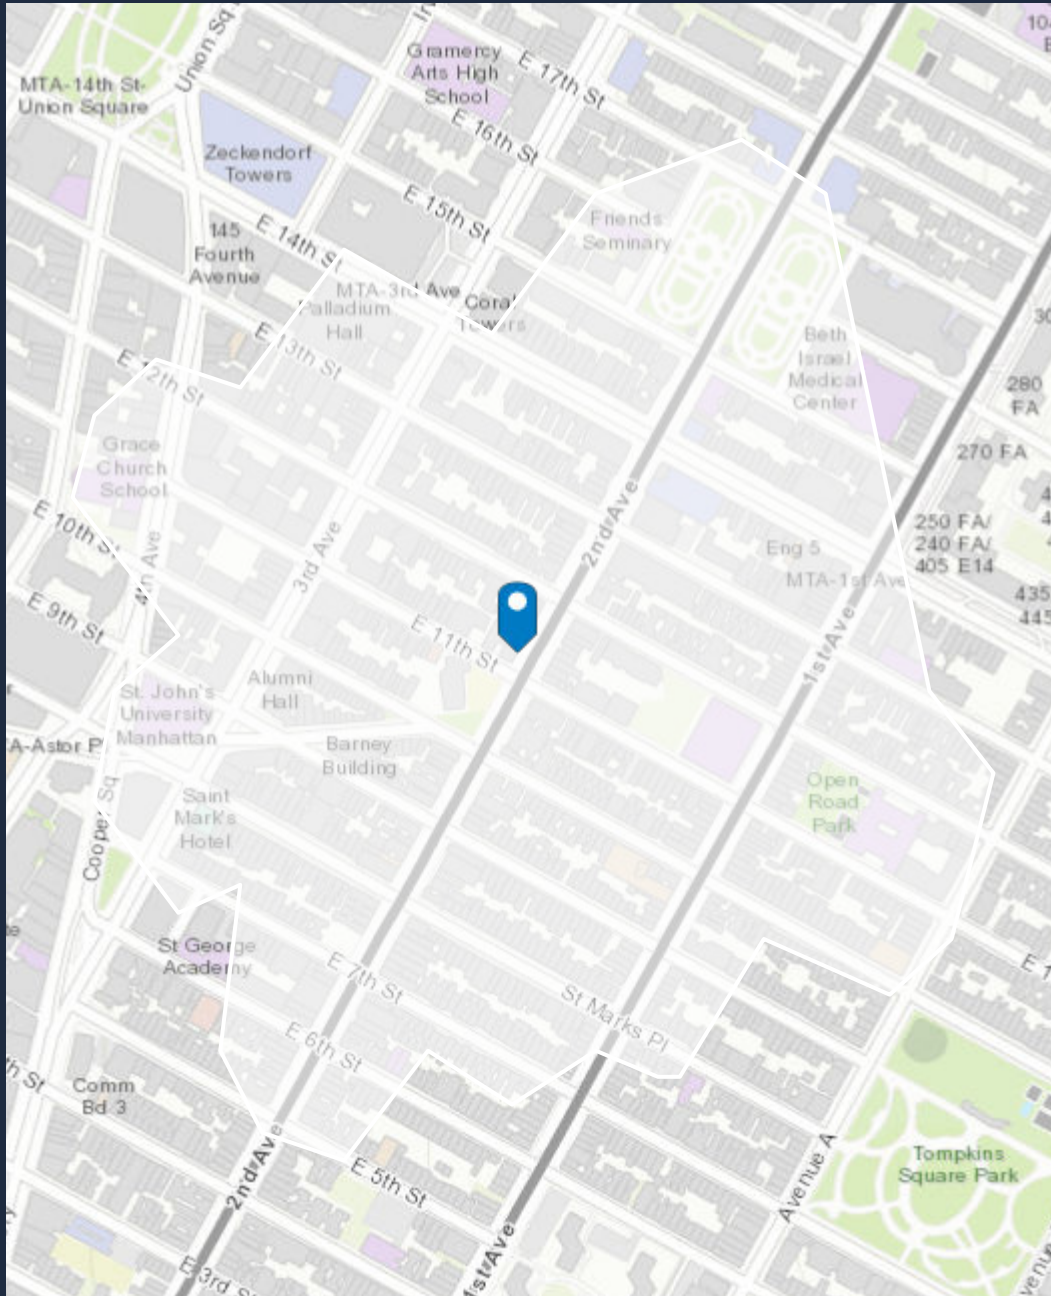 Union Sq
Gramercy
Arts High
School
E 17th St
MTA-14th St-
Union Square
E 16th St
Zeckendorf
Towers
E 15th St
Friends
Seminary
145
Fourth
Avenue
E 14th St
MTA-3rd Ave
Palladium
Hall
Coral
Towers
Beth
Israel
Medical
Center
E 13th St
E 12th St
280
FA
Grace
Church
School
270 FA
2nd Ave
E 10th St
4th Ave
3rd Ave
Eng 5
MTA-1st Ave
250 FA/
240 FA/
405 E14
435
445
E 9th St
E 11th St
1st Ave
Alumni
Hall
St. John's
University
Manhattan
Barney
Building
Open
Road
Park
Saint
Mark's
Hotel
Cooper Sq
St George
Academy
E 7th St
St Marks Pl
E 6th St
Comm
Bd 3
Tompkins
Square Park
Avenue A
2nd Ave
E 5th St
1st Ave
E 3rd St